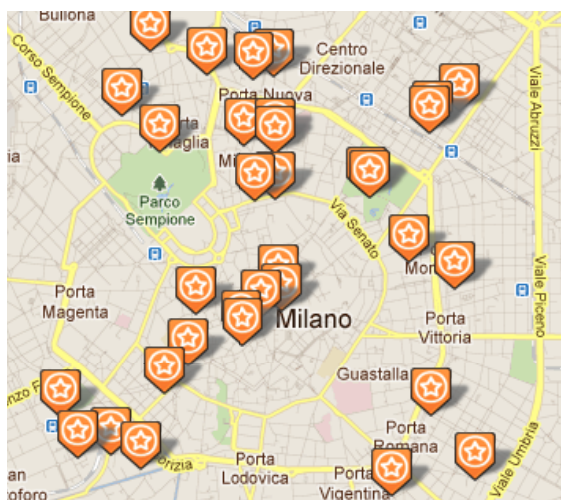 Bullona
Corso Sempione
Centro
Direzionale
Porta Nuova
Viale Abruzzi
Parco
Sempione
Via Senato
Porta
Magenta
Milano
Viale Piceno
Porta
Vittoria
Guastalla
Porta
Romana
Viale Umbria
Porta
Lodovica
Porta
Vigentina